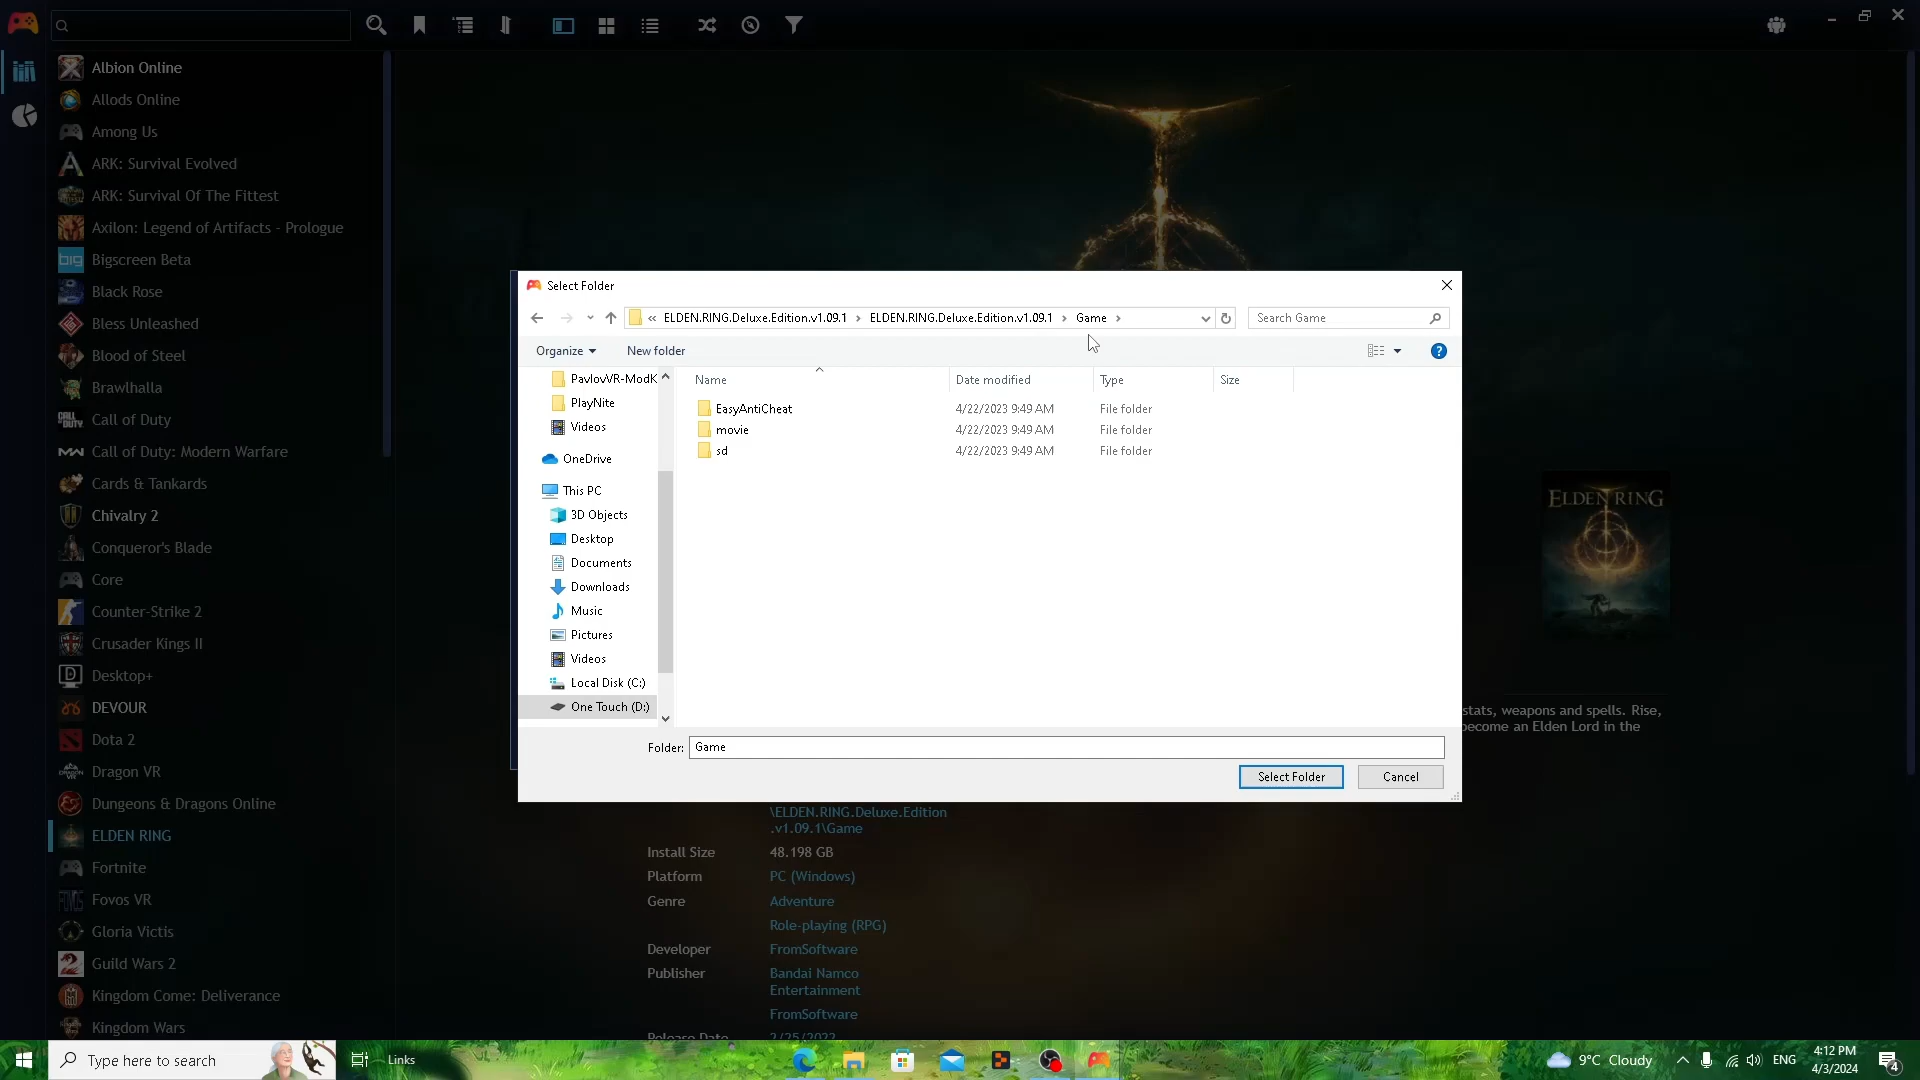 Albion Online
Allods Online
Among Us
ARK: Survival Evolved
ARK: Survival Of The Fittest
Axilon: Legend of Artifacts - Prologue
big
Bigscreen Beta
Black Rose
Bless Unleashed
Blood of Steel
Brawlhalla
Call of Duty
Call of Duty: Modern Warfare
Cards & Tankards
Chivalry 2
Conqueror's Blade
Core
Counter-Strike 2
Crusader Kings II
Desktop+
DEVOUR
Dota 2
Dragon VR
Dungeons & Dragons Online
ELDEN RING
Fortnite
Fovos VR
Gloria Victis
Guild Wars 2
Kingdom Come: Deliverance
Kingdom Wars
Select Folder
« ELDEN.RING.Deluxe.Edition.v1.09.1 › ELDEN.RING.Deluxe.Edition.v1.09.1 › Game ›
Search Game
Organize
New folder
PavlovVR-ModK
PlayNite
Videos
OneDrive
This PC
3D Objects
Desktop
Documents
Downloads
Music
Pictures
Videos
Local Disk (C:)
One Touch (D:)
Name Date modified Type Size
EasyAntiCheat 4/22/2023 9:49 AM File folder
movie 4/22/2023 9:49 AM File folder
sd 4/22/2023 9:49 AM File folder
Folder: Game
Select Folder Cancel
ELDEN RING
stats, weapons and spells. Rise,
become an Elden Lord in the
\ELDEN.RING.Deluxe.Edition
.v1.09.1\Game
Install Size 48.198 GB
Platform PC (Windows)
Genre Adventure
Role-playing (RPG)
Developer FromSoftware
Publisher Bandai Namco
Entertainment
FromSoftware
Release Date 2/25/2022
Type here to search
Links
9°C Cloudy
ENG
4:12 PM
4/3/2024
4